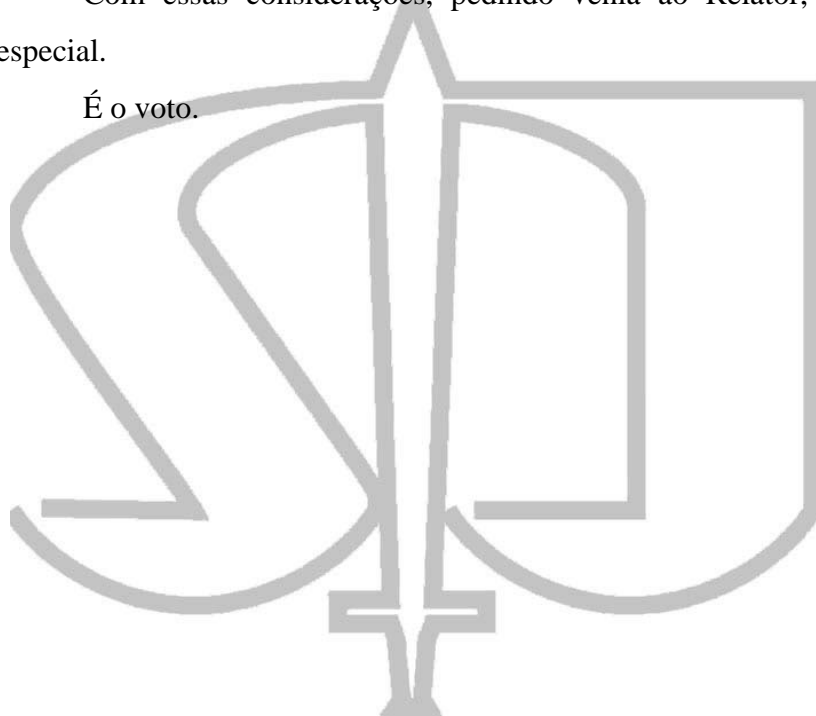 Com essas considerações, pedindo vênia ao Relator,
especial.
É o voto.